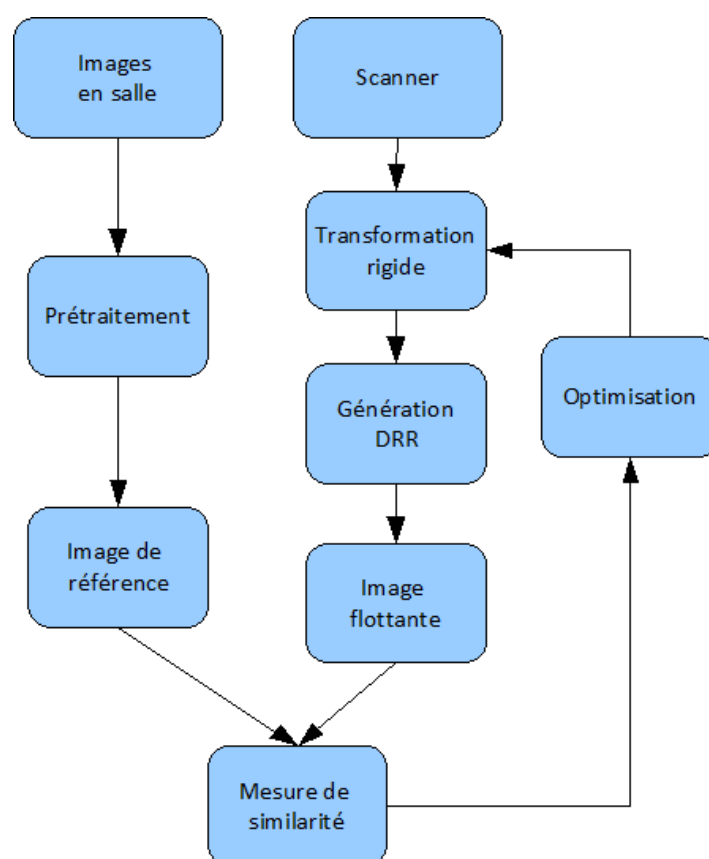 Images
en salle
Scanner
Transformation
rigide
Prétraitement
Génération
DRR
Optimisation
Image de
référence
Image
flottante
Mesure de
similarité